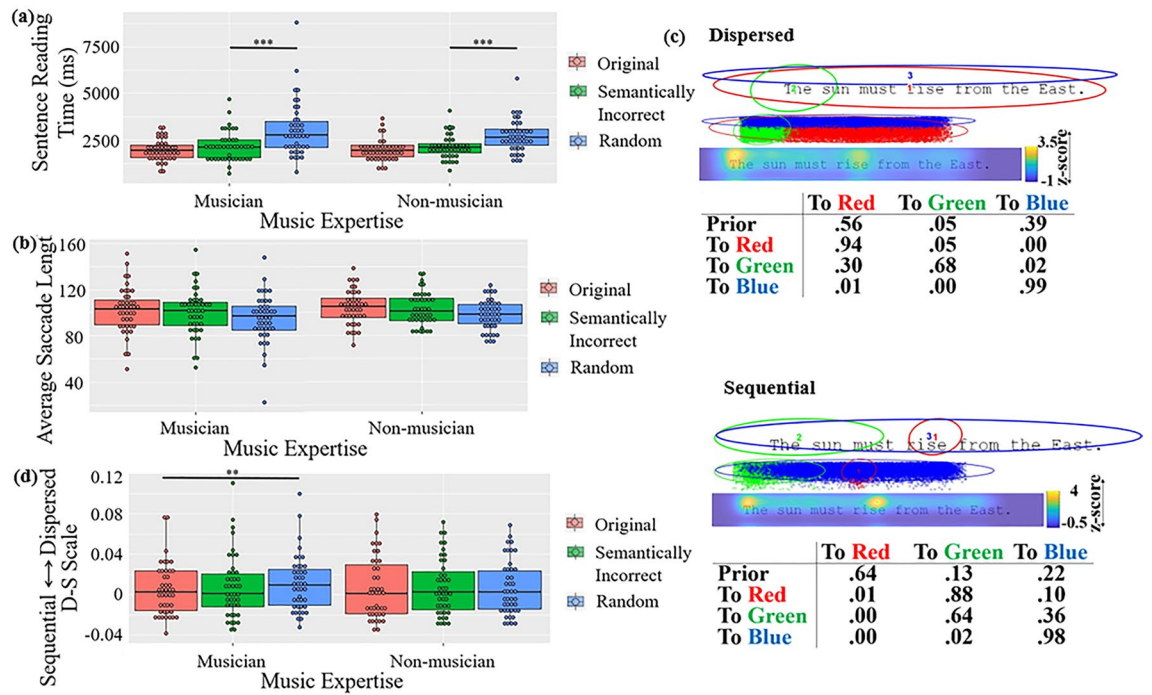 (a)
Sentence Reading
Time (ms)
7500
5000
2500
***
***
Musician
Non-musician
Music Expertise
Original
Semantically
Incorrect
Random
(b)
Average Saccade Lengt
160
120
80
40
Musician
Non-musician
Music Expertise
Original
Semantically
Incorrect
Random
(d)
Sequential ↔ Dispersed
D-S Scale
0.12
0.08
0.04
0
-0.04
**
Musician
Non-musician
Music Expertise
Original
Semantically
Incorrect
Random
(c)
Dispersed
3
2
1
The sun must rise from the East.
The sun must rise from the East.
3.5
-1
z-score
To Red To Green To Blue
Prior .56 .05 .39
To Red .94 .05 .00
To Green .30 .68 .02
To Blue .01 .00 .99
Sequential
2
3
1
The sun must rise from the East.
The sun must rise from the East.
4
-0.5
z-score
To Red To Green To Blue
Prior .64 .13 .22
To Red .01 .88 .10
To Green .00 .64 .36
To Blue .00 .02 .98